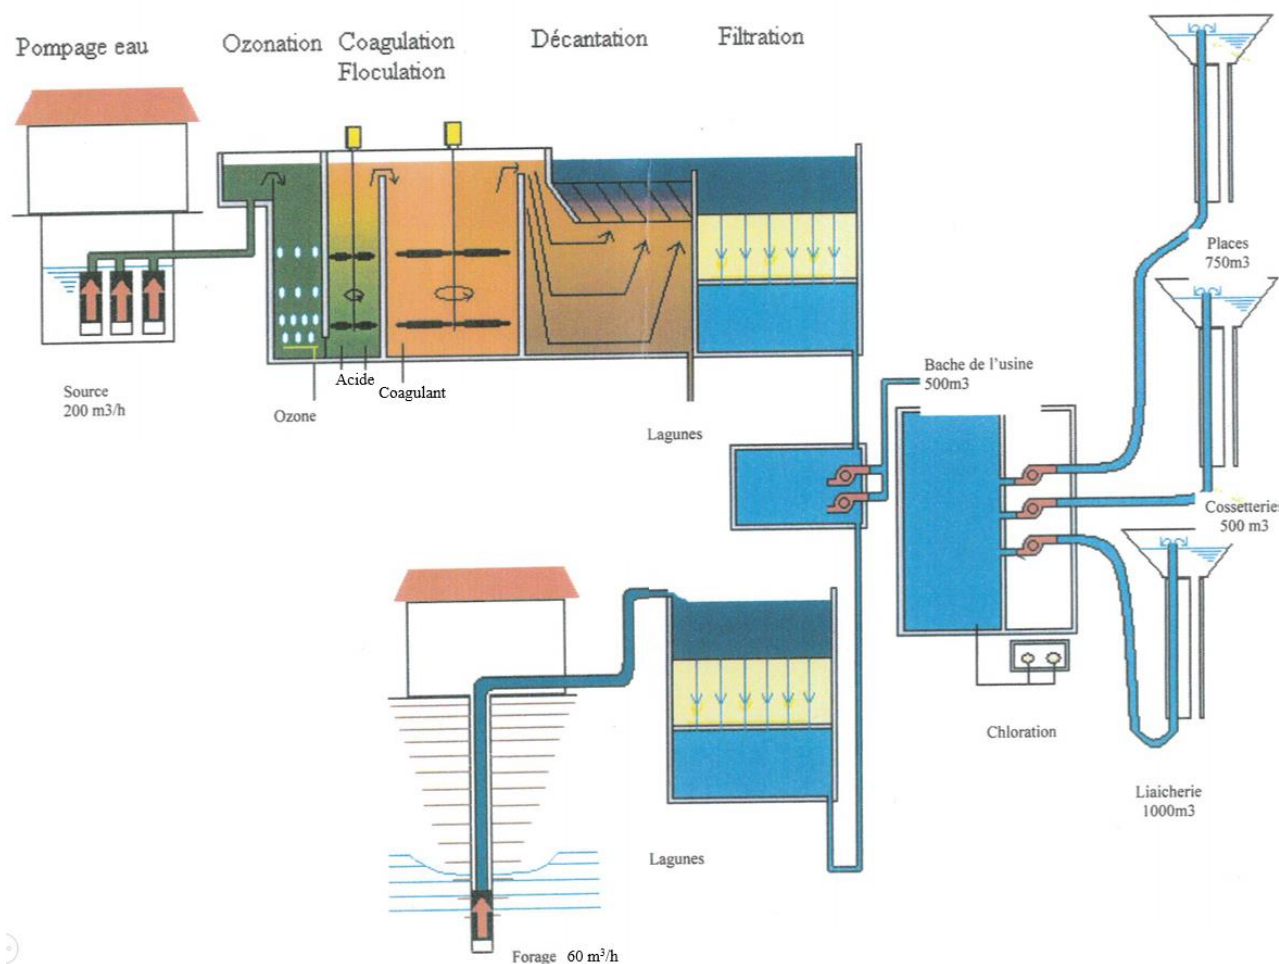 Pompage eau
Ozonation
Coagulation
Floculation
Décantation
Filtration
Places
750m3
Source
200 m3/h
Acide
Coagulant
Ozone
Lagunes
Bache de l'usine
500m3
Cossetterie
500 m3
Chloration
Liaicherie
1000m3
Lagunes
Forage 60 m³/h